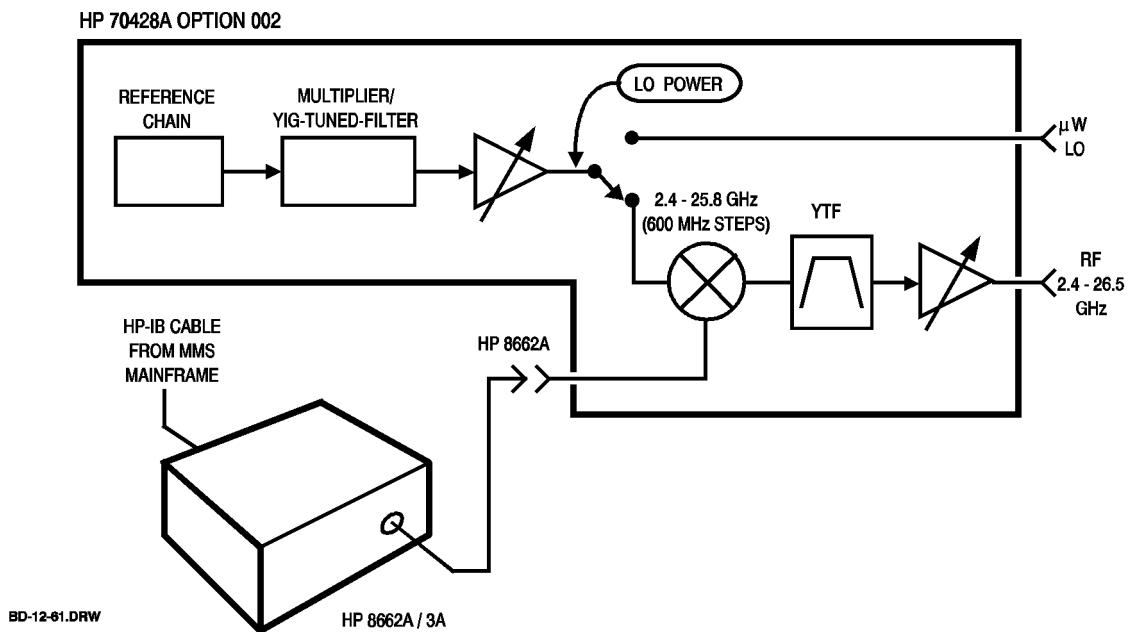 HP 70428A OPTION 002
REFERENCE
CHAIN
MULTIPLIER/
YIG-TUNED-FILTER
LO POWER
µW
LO
2.4 - 25.8 GHz
(600 MHz STEPS)
YTF
RF
2.4 - 26.5
GHz
HP-IB CABLE
FROM MMS
MAINFRAME
HP 8662A
HP 8662A / 3A
BD-12-61.DRW